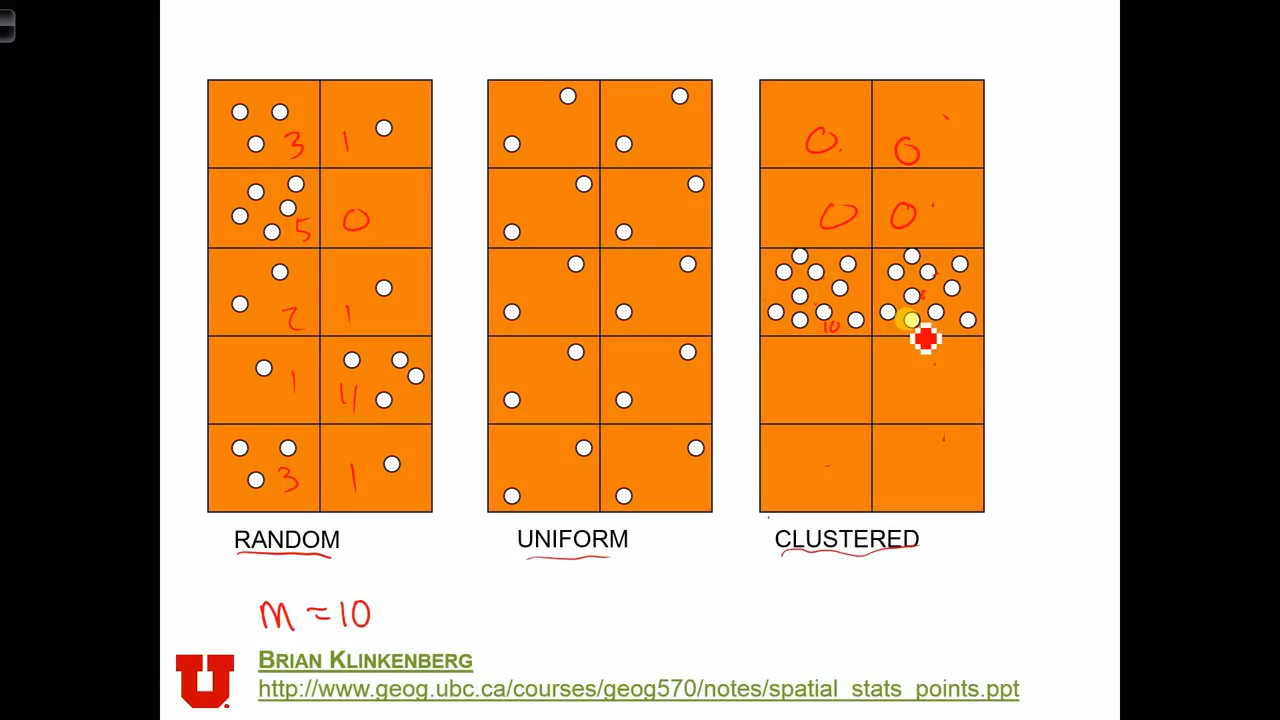 3 1 0 0
5 0 0 0
2 1 10
1 4
3 1
RANDOM UNIFORM CLUSTERED
m = 10
U
BRIAN KLINKENBERG
http://www.geog.ubc.ca/courses/geog570/notes/spatial_stats_points.ppt